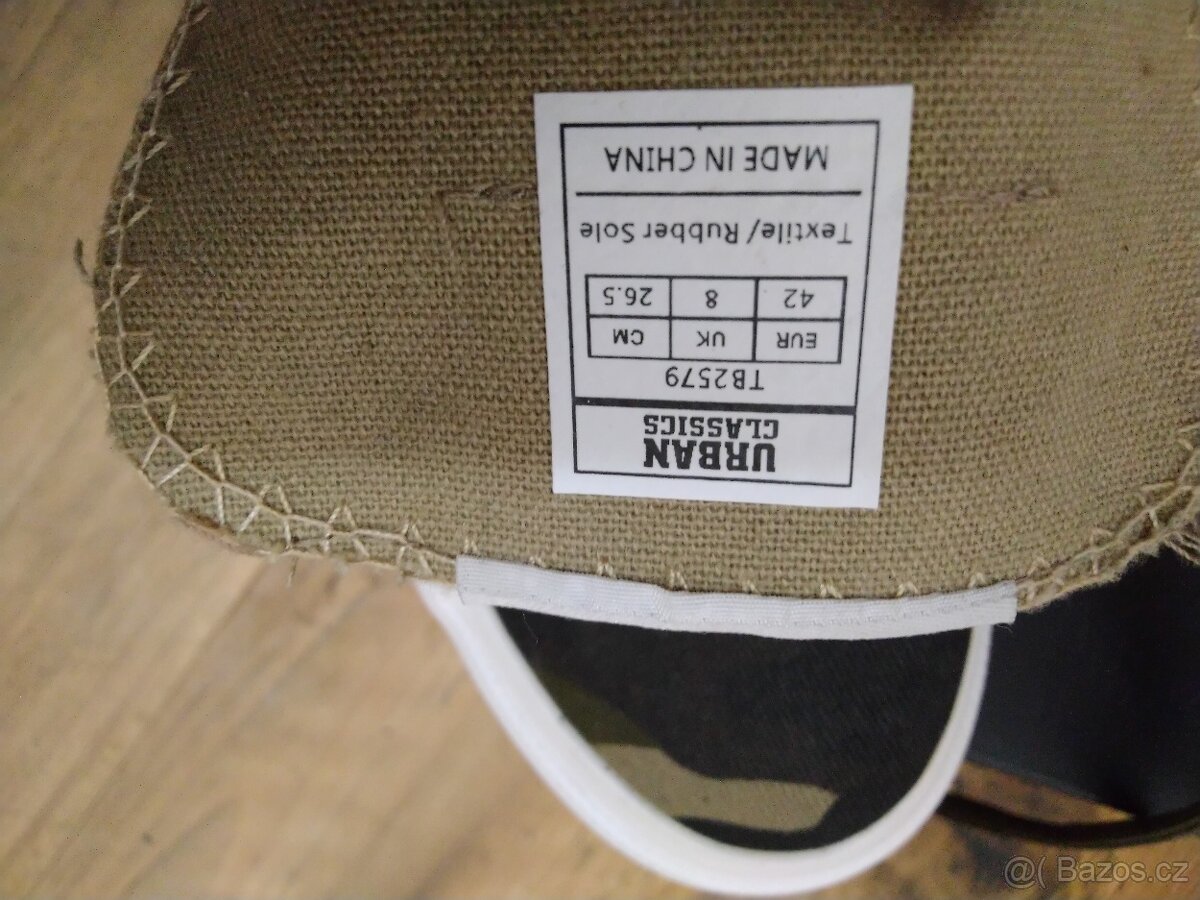 URBAN
CLASSICS
TB2579
EUR UK CM
42 8 26.5
Textile/Rubber Sole
MADE IN CHINA
@( Bazos.cz